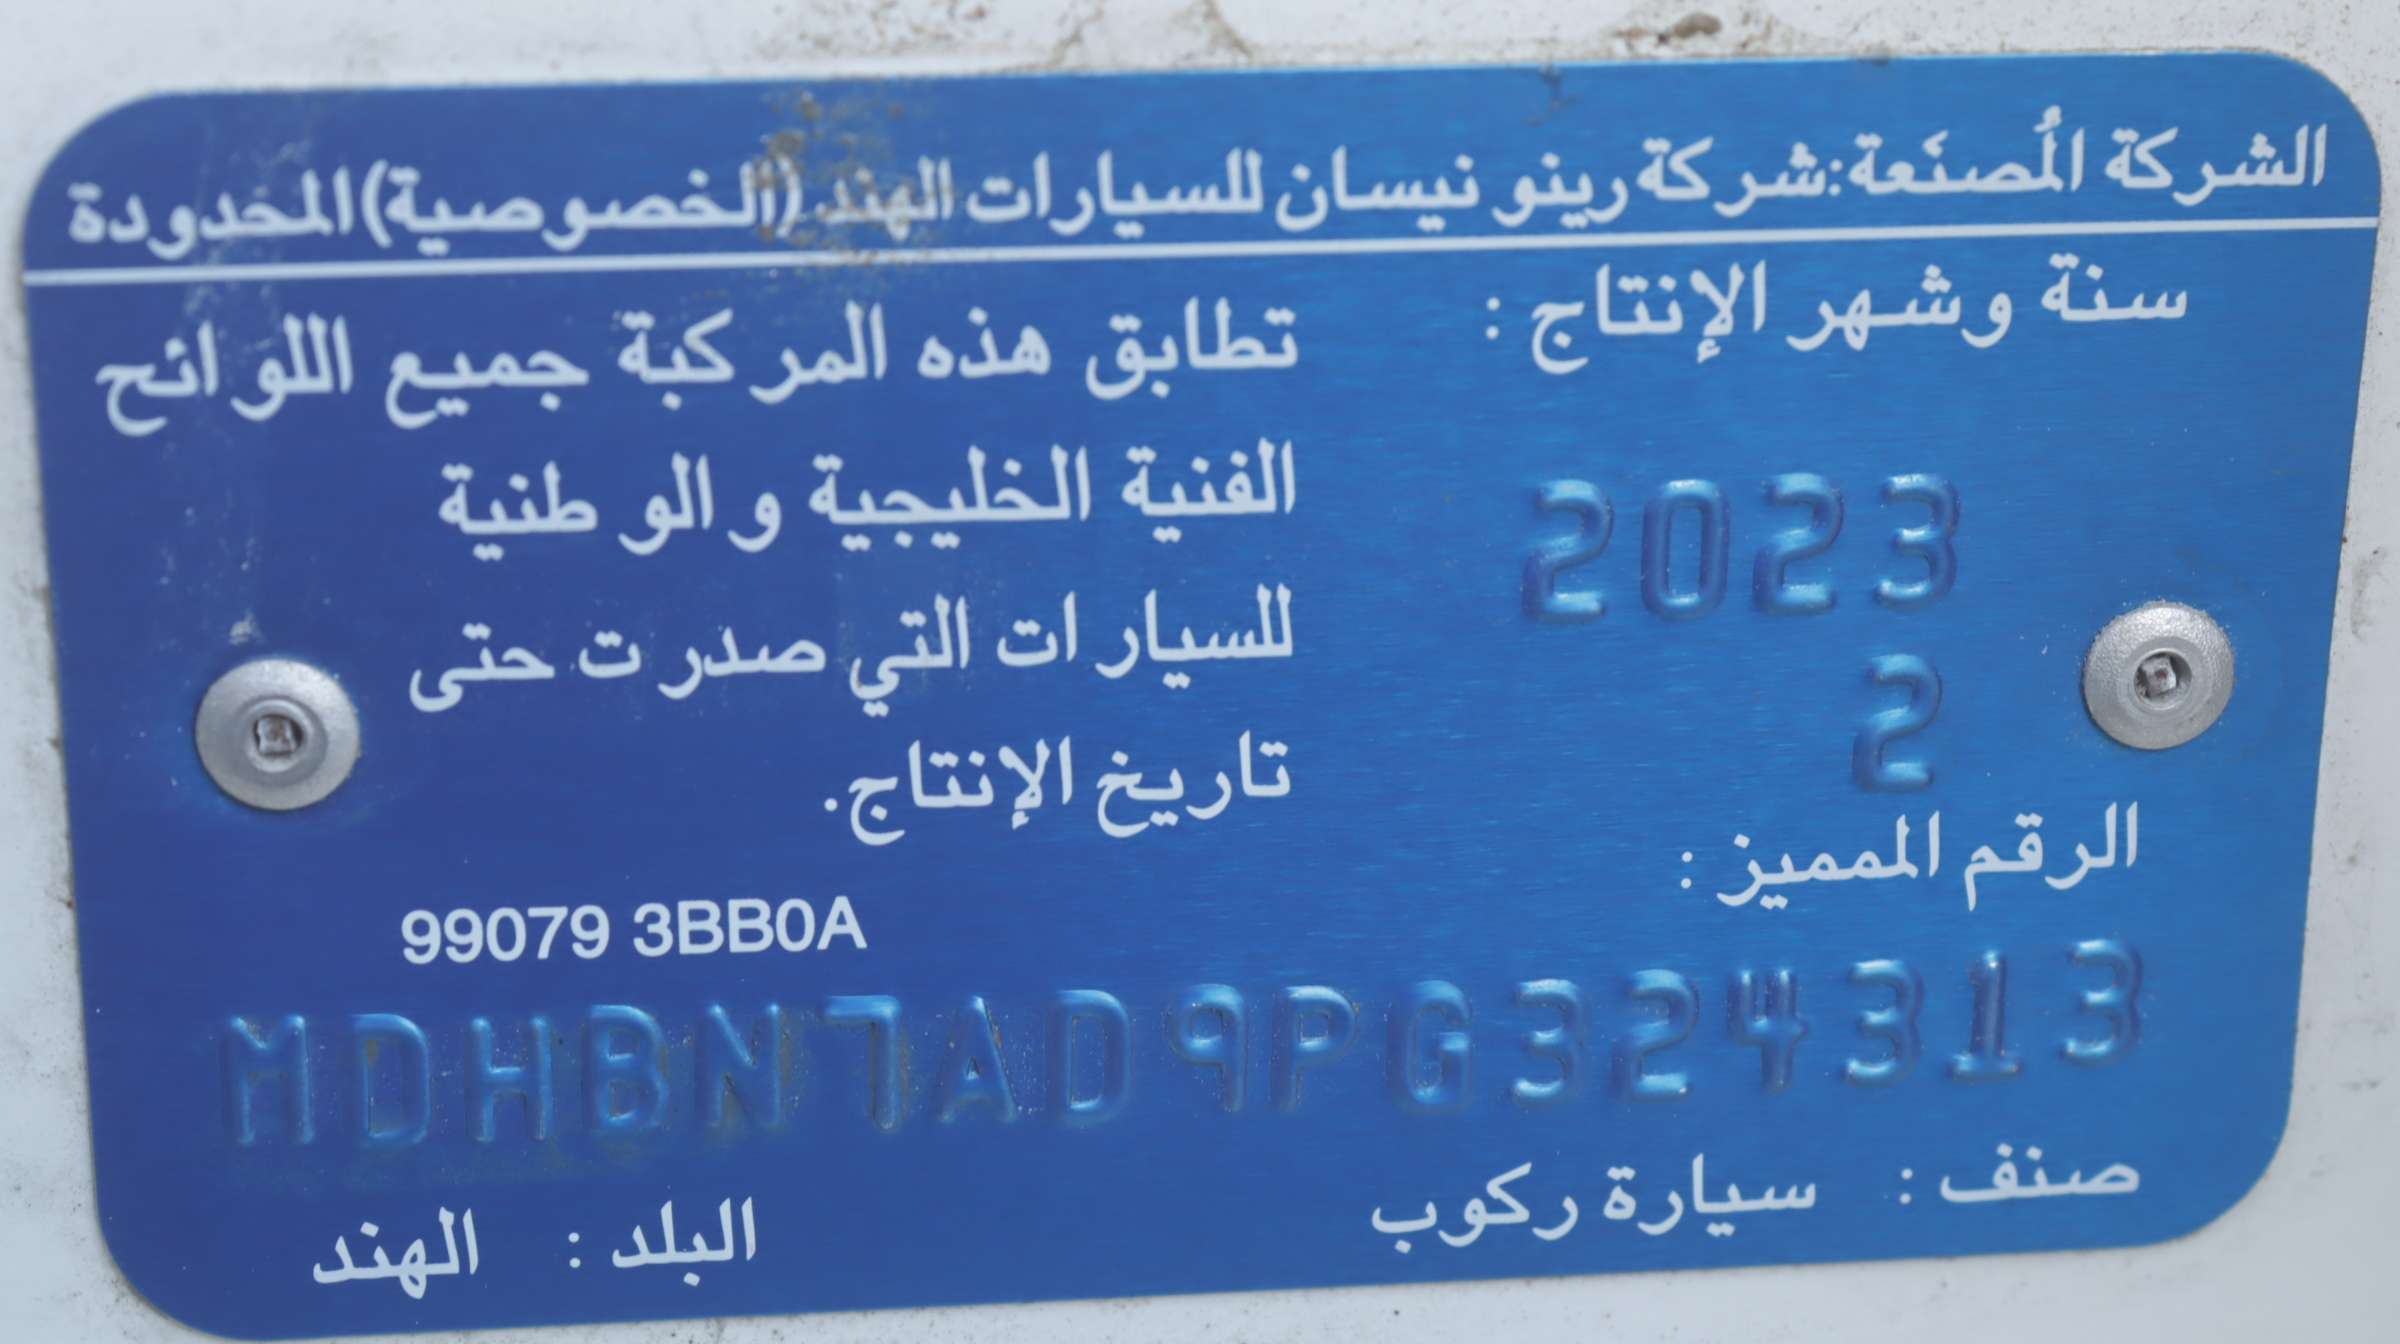 الشركة المُصنَعة:شركة رينو نيسان للسيارات الهند (الخصوصية) المحدودة
سنة وشهر الإنتاج :
2023
2
تطابق هذه المركبة جميع اللوائح
الفنية الخليجية والوطنية
للسيارات التي صدرت حتى
تاريخ الإنتاج.
الرقم المميز :
99079 3BB0A
MDHBN7AD9PG324313
صنف : سيارة ركوب
البلد : الهند